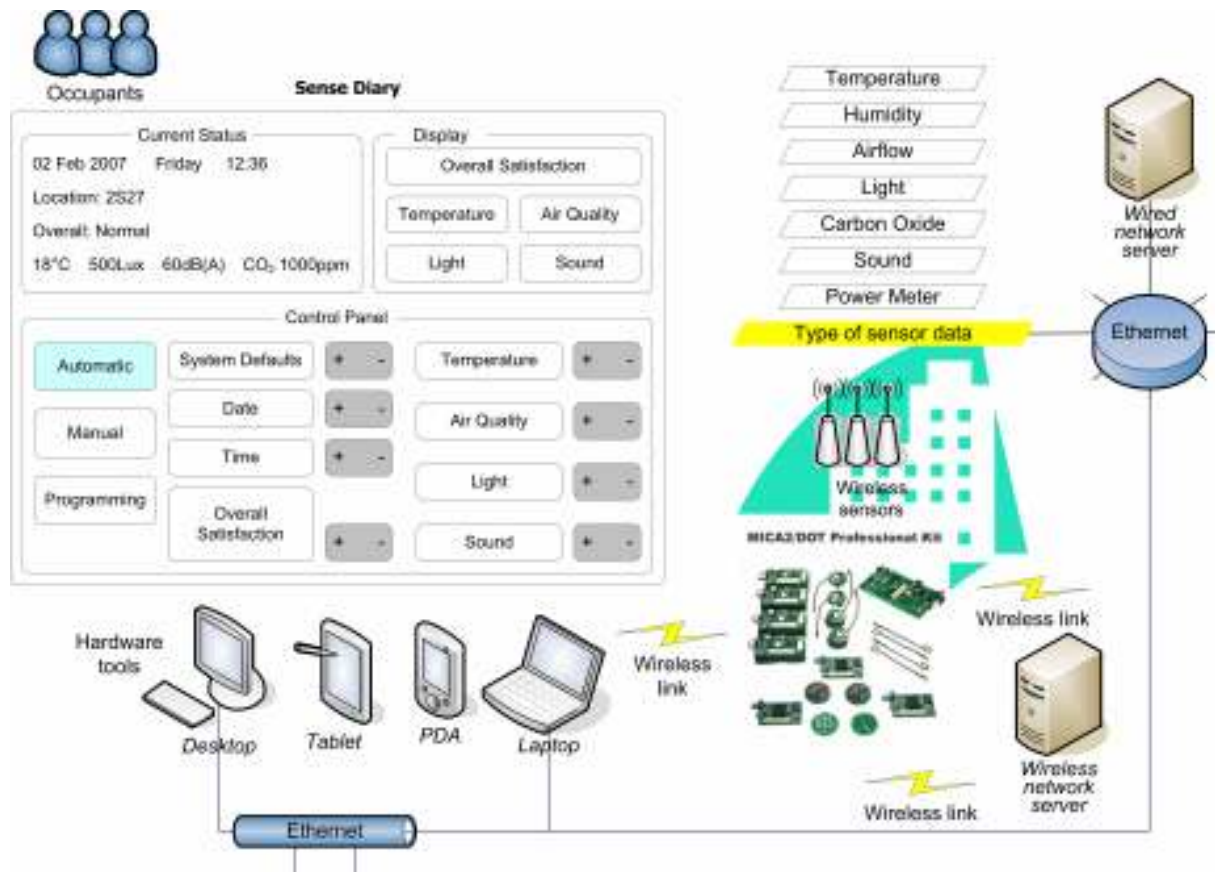 Occupants
Sense Diary
Current Status
02 Feb 2007 Friday 12:36
Location: 2S27
Overall: Normal
18°C 500Lux 60dB(A) CO₂ 1000ppm
Display
Overall Satisfaction
Temperature Air Quality
Light Sound
Control Panel
Automatic
Manual
Programming
System Defaults + -
Date + -
Time + -
Overall
Satisfaction + -
Temperature + -
Air Quality + -
Light + -
Sound + -
Temperature
Humidity
Airflow
Light
Carbon Oxide
Sound
Power Meter
Type of sensor data
Wired
network
server
Ethernet
Wireless
sensors
MICA2/DOT Professional Kit
Wireless link
Hardware
tools
Desktop
Tablet
PDA
Laptop
Wireless
link
Wireless
network
server
Wireless link
Ethernet